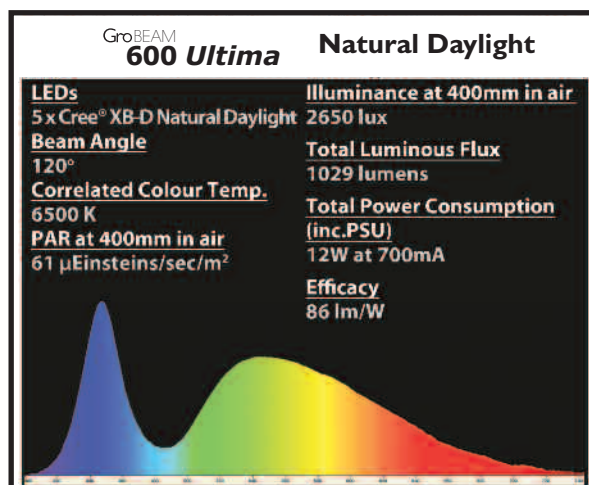 GroBEAM
600 Ultima
Natural Daylight
LEDs
5 x Cree® XB-D Natural Daylight
Beam Angle
120°
Correlated Colour Temp.
6500 K
PAR at 400mm in air
61 µEinsteins/sec/m²
Illuminance at 400mm in air
2650 lux
Total Luminous Flux
1029 lumens
Total Power Consumption
(inc.PSU)
12W at 700mA
Efficacy
86 lm/W